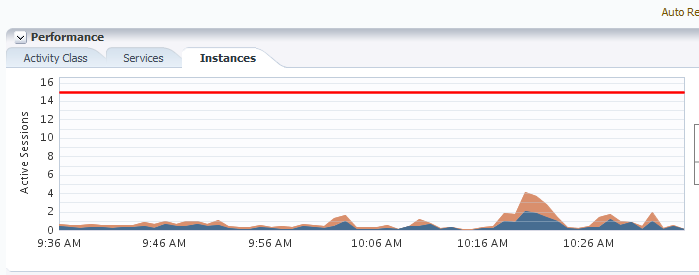 Auto Re
Performance
Activity Class Services Instances
16
14
12
10
8
6
4
2
0
Active Sessions
9:36 AM 9:46 AM 9:56 AM 10:06 AM 10:16 AM 10:26 AM